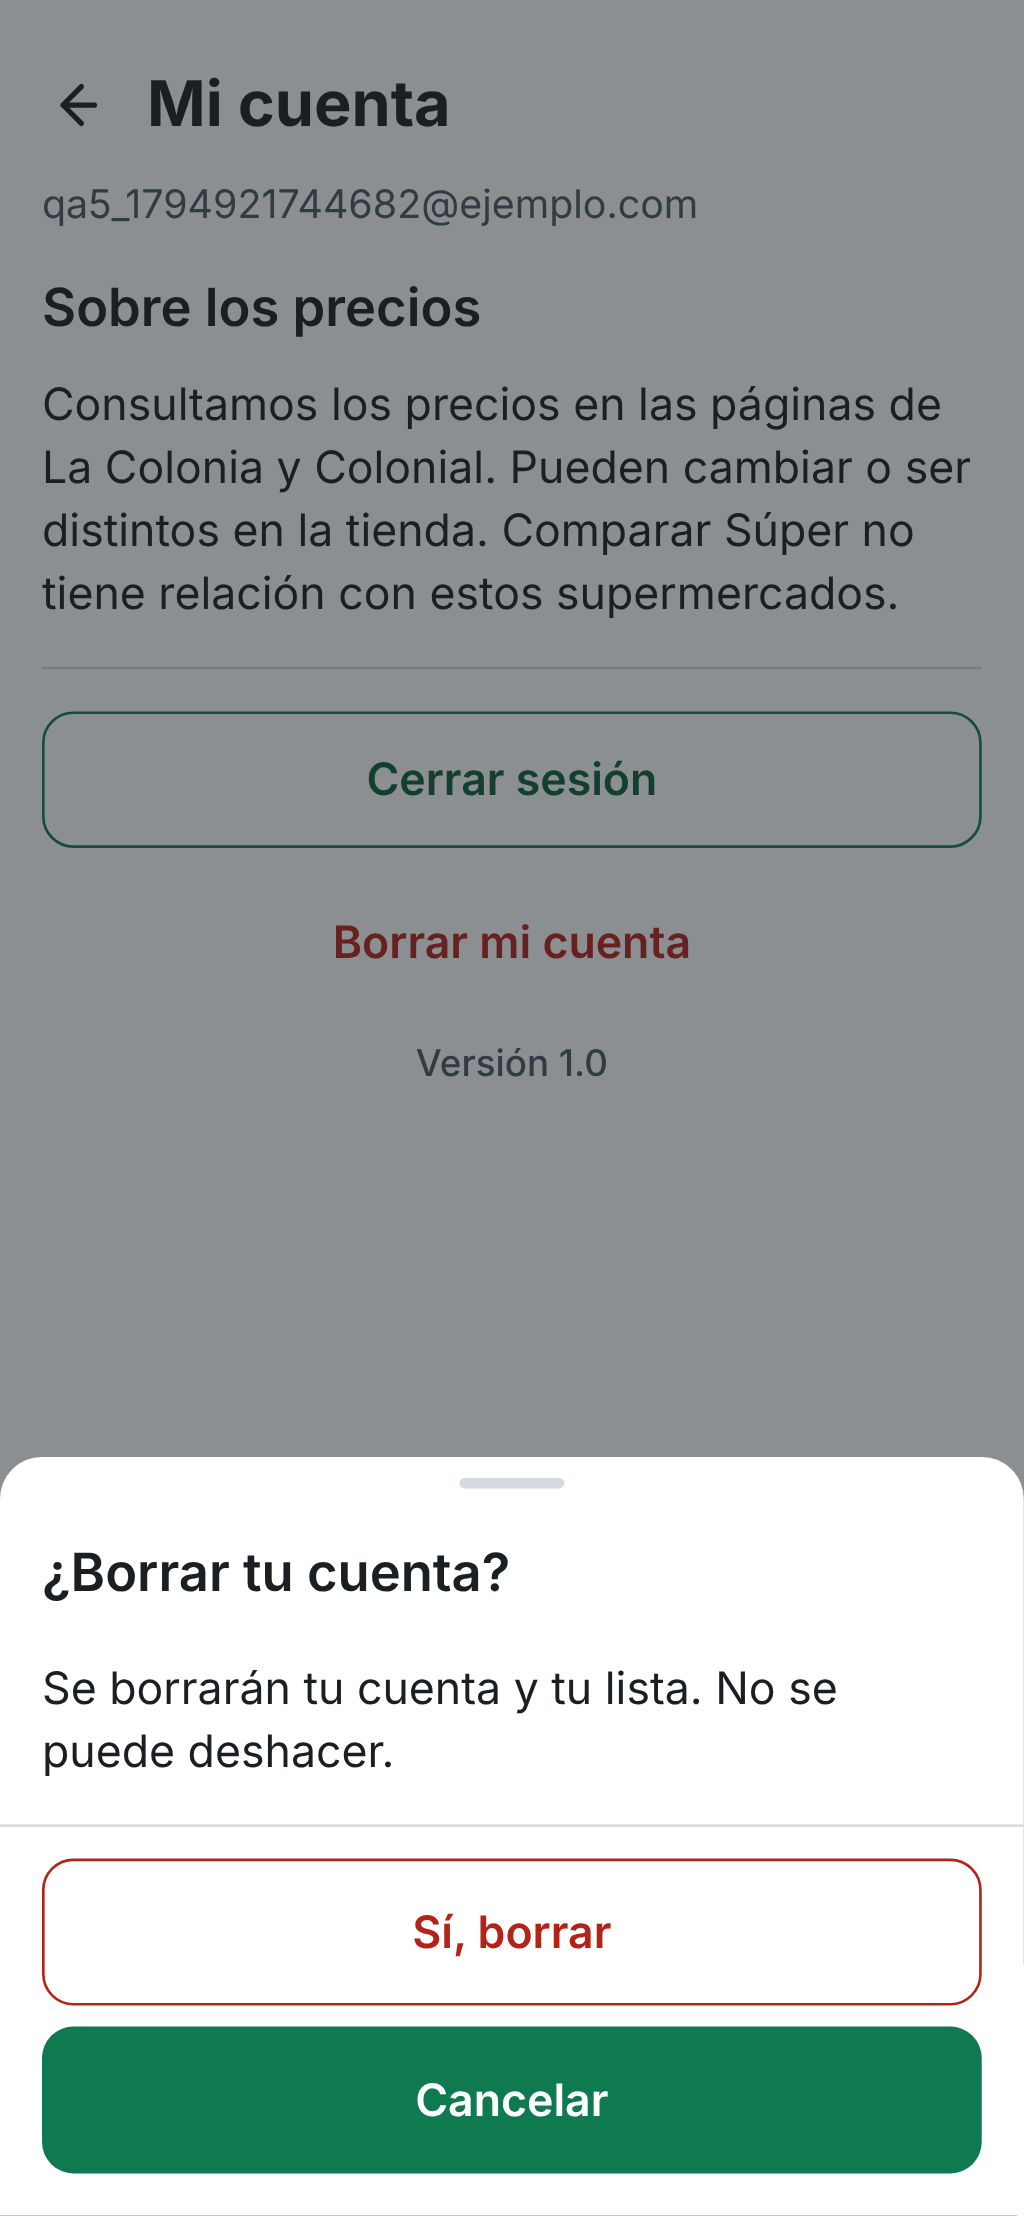 Mi cuenta
qa5_1794921744682@ejemplo.com
Sobre los precios
Consultamos los precios en las páginas de
La Colonia y Colonial. Pueden cambiar o ser
distintos en la tienda. Comparar Súper no
tiene relación con estos supermercados.
Cerrar sesión
Borrar mi cuenta
Versión 1.0
¿Borrar tu cuenta?
Se borrarán tu cuenta y tu lista. No se
puede deshacer.
Sí, borrar
Cancelar